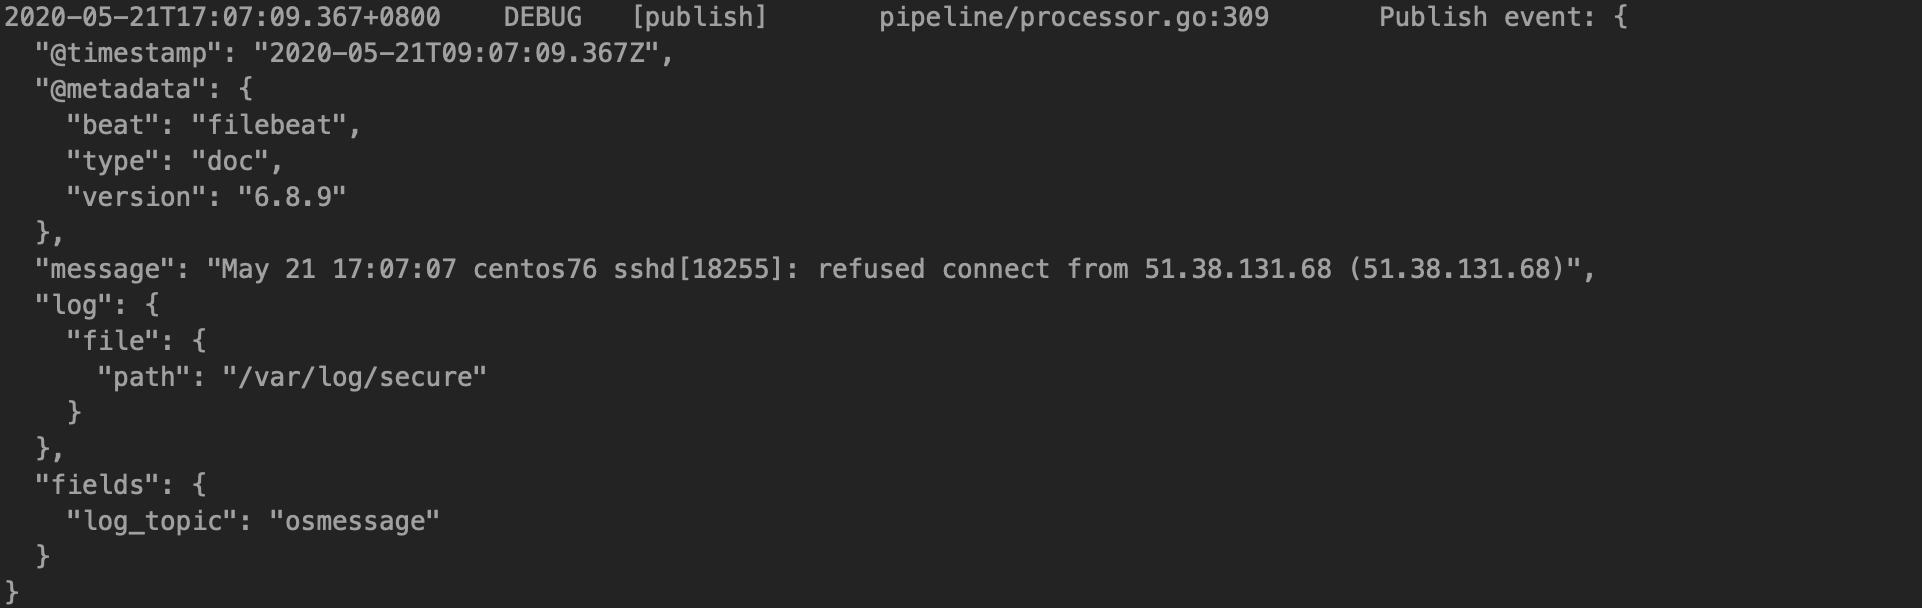 2020-05-21T17:07:09.367+0800    DEBUG   [publish]       pipeline/processor.go:309       Publish event: {
  "@timestamp": "2020-05-21T09:07:09.367Z",
  "@metadata": {
    "beat": "filebeat",
    "type": "doc",
    "version": "6.8.9"
  },
  "message": "May 21 17:07:07 centos76 sshd[18255]: refused connect from 51.38.131.68 (51.38.131.68)",
  "log": {
    "file": {
      "path": "/var/log/secure"
    }
  },
  "fields": {
    "log_topic": "osmessage"
  }
}